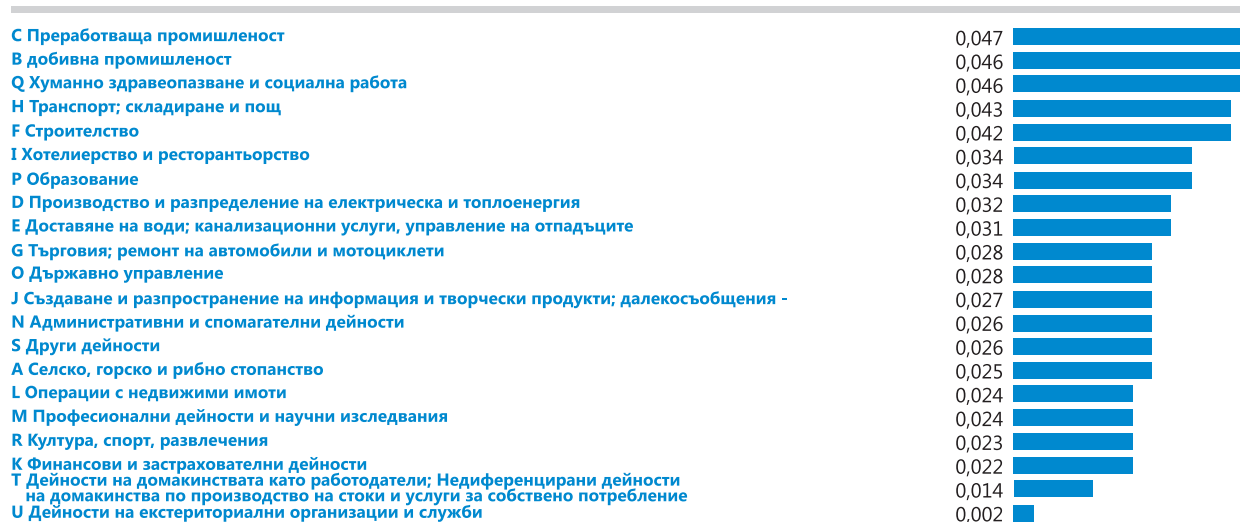 C Преработваща промишленост 0,047
B добивна промишленост 0,046
Q Хуманно здравеопазване и социална работа 0,046
H Транспорт; складиране и пощ 0,043
F Строителство 0,042
I Хотелиерство и ресторантьорство 0,034
P Образование 0,034
D Производство и разпределение на електрическа и топлоенергия 0,032
E Доставяне на води; канализационни услуги, управление на отпадъците 0,031
G Търговия; ремонт на автомобили и мотоциклети 0,028
O Държавно управление 0,028
J Създаване и разпространение на информация и творчески продукти; далекосъобщения - 0,027
N Административни и спомагателни дейности 0,026
S Други дейности 0,026
A Селско, горско и рибно стопанство 0,025
L Операции с недвижими имоти 0,024
M Професионални дейности и научни изследвания 0,024
R Култура, спорт, развлечения 0,023
K Финансови и застрахователни дейности 0,022
T Дейности на домакинствата като работодатели; Недиференцирани дейности
на домакинства по производство на стоки и услуги за собствено потребление 0,014
U Дейности на екстериториални организации и служби 0,002